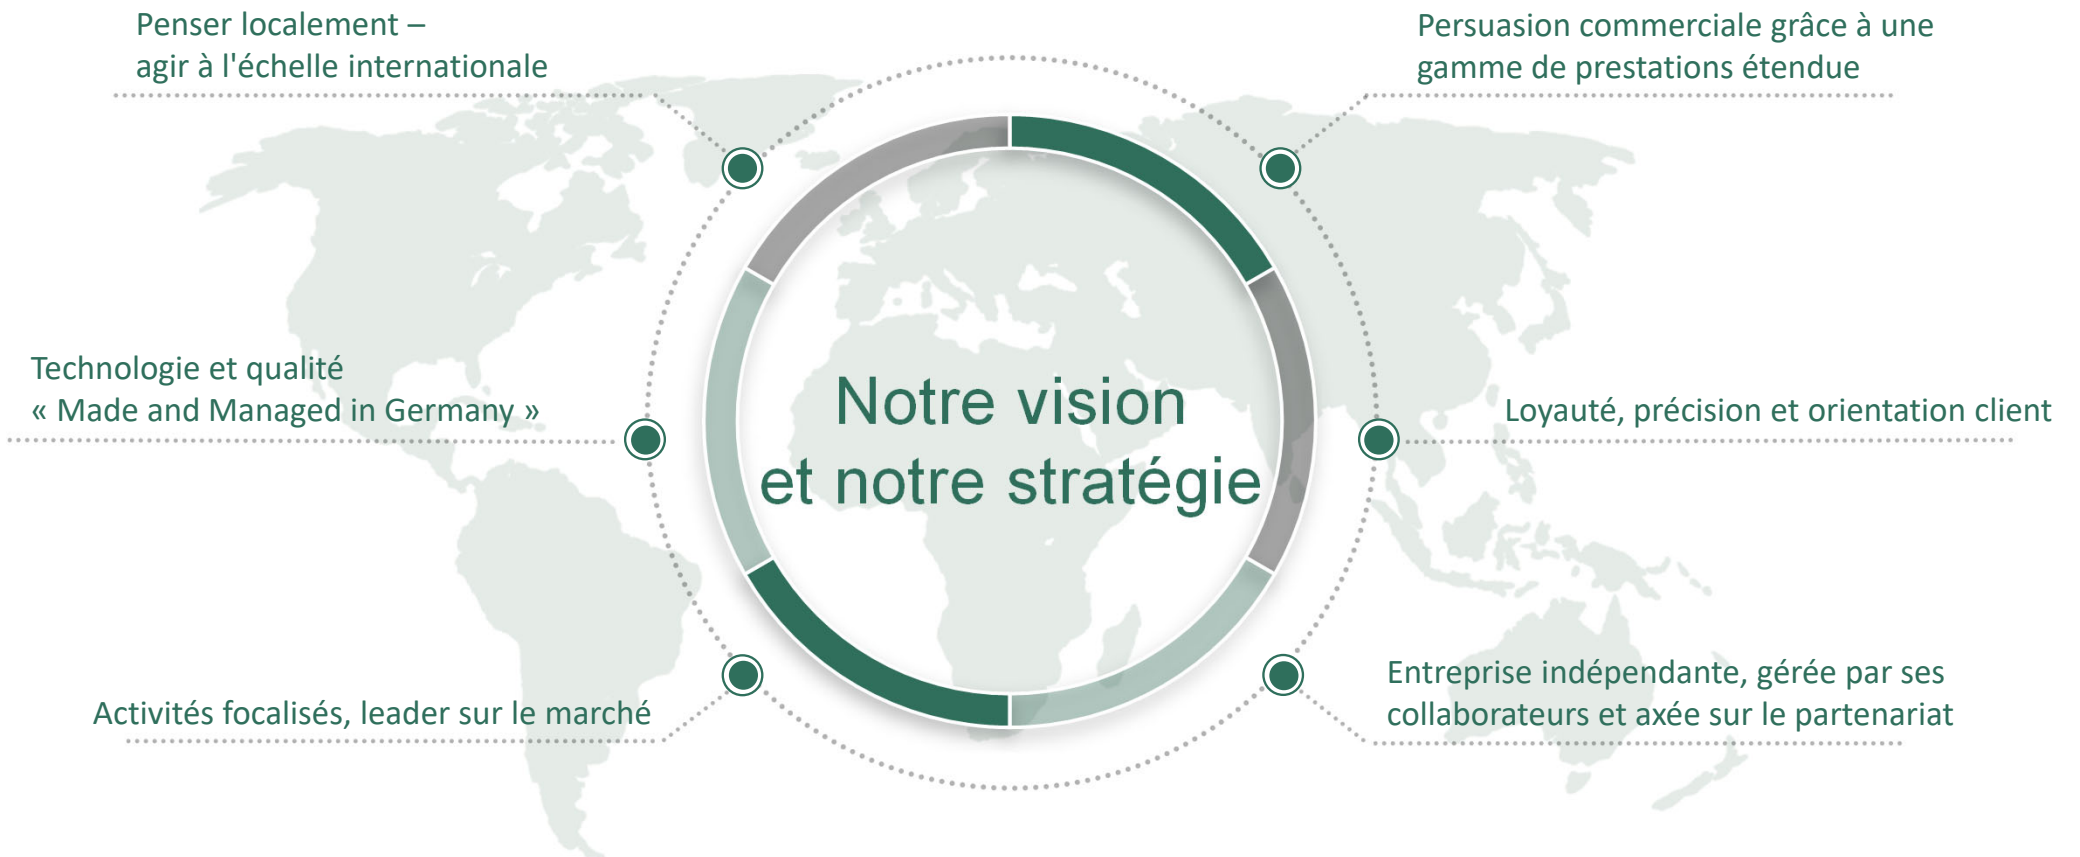 Penser localement –
agir à l'échelle internationale
Persuasion commerciale grâce à une
gamme de prestations étendue
Technologie et qualité
« Made and Managed in Germany »
Notre vision
et notre stratégie
Loyauté, précision et orientation client
Activités focalisés, leader sur le marché
Entreprise indépendante, gérée par ses
collaborateurs et axée sur le partenariat